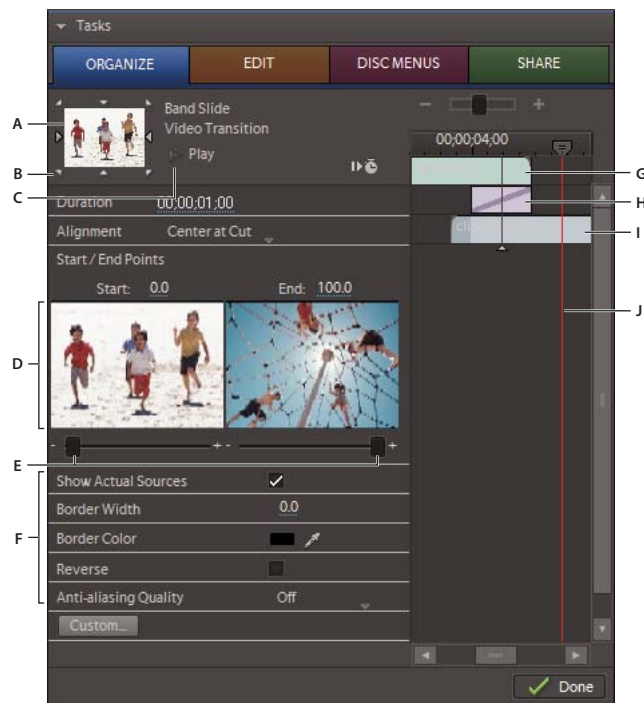 Tasks
ORGANIZE
EDIT
DISC MENUS
SHARE
A
Band Slide
Video Transition
Play
- +
00;00;04;00
B
C
G
H
I
J
Duration 00;00;01;00
Alignment Center at Cut
Start / End Points
Start: 0.0 End: 100.0
D
- + - +
E
F
Show Actual Sources
Border Width 0.0
Border Color
Reverse
Anti-aliasing Quality Off
Custom...
Done